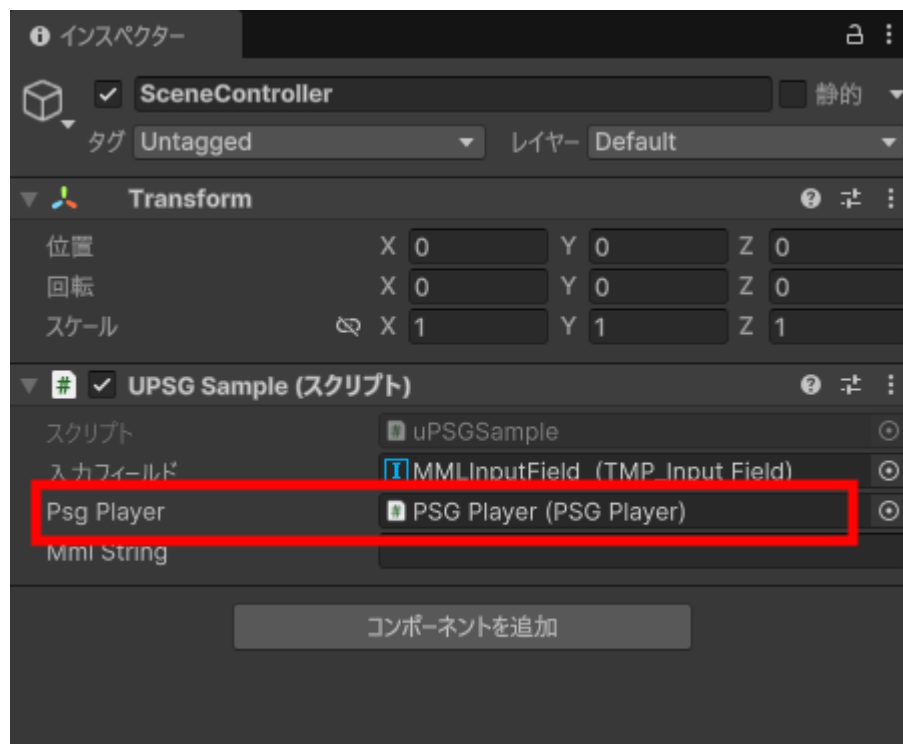 インスペクター
SceneController 静的
タグ Untagged レイヤー Default
Transform
位置 X 0 Y 0 Z 0
回転 X 0 Y 0 Z 0
スケール X 1 Y 1 Z 1
# UPSG Sample (スクリプト)
スクリプト # uPSGSample
入力フィールド MMLInputField (TMP_Input Field)
Psg Player # PSG Player (PSG Player)
Mml String
コンポーネントを追加